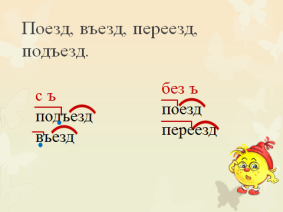 Поезд, въезд, переезд,
подъезд.
с ъ
подъезд
въезд
без ъ
поезд
переезд